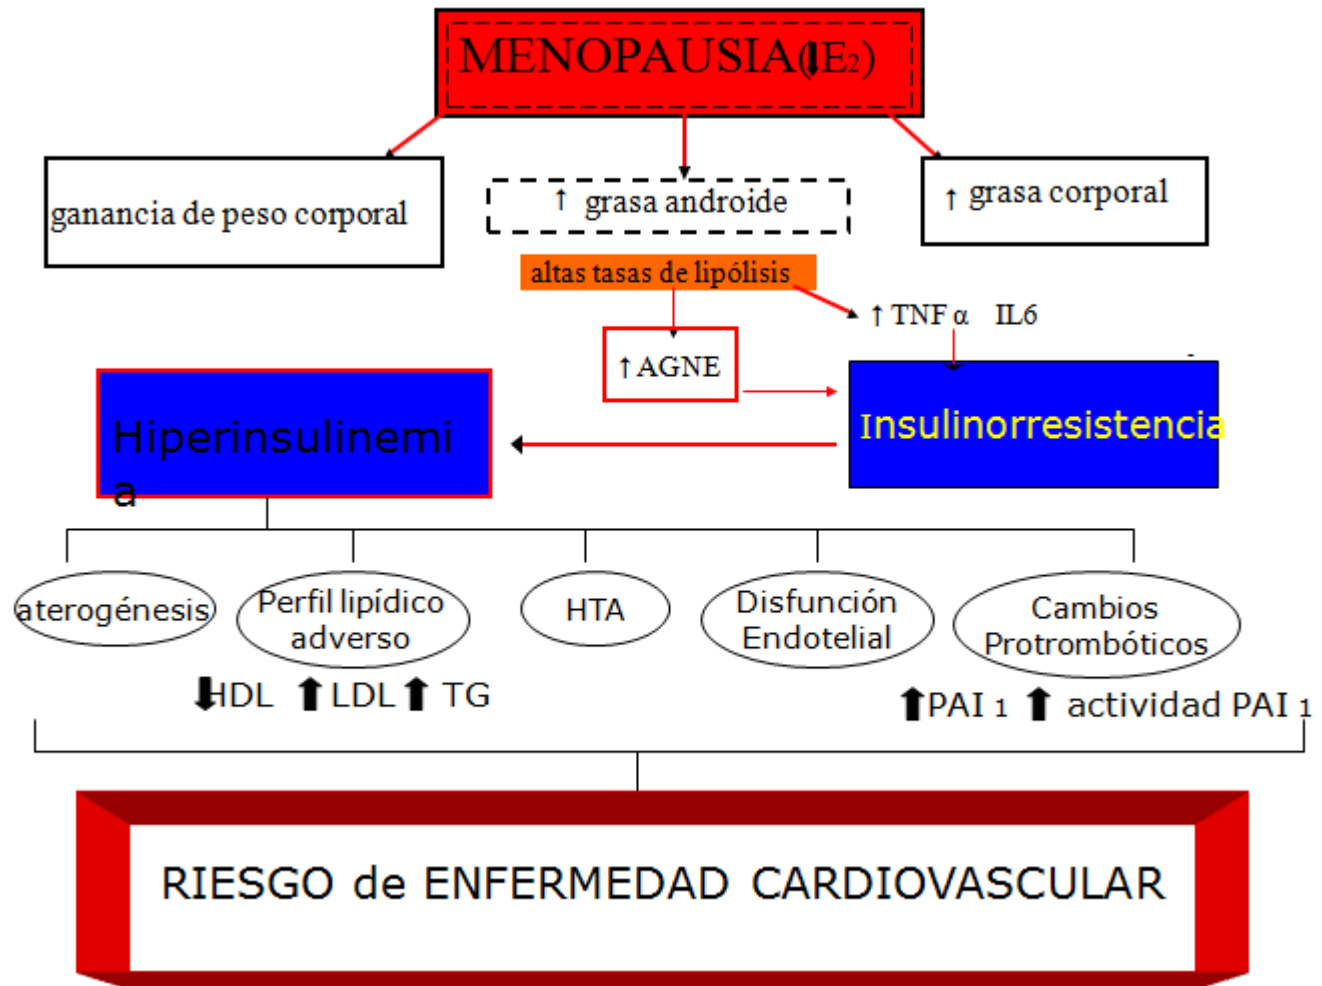 MENOPAUSIA(⬇E₂)
ganancia de peso corporal
↑ grasa androide
↑ grasa corporal
altas tasas de lipólisis
↑ TNF α IL6
↑ AGNE
Hiperinsulinemi
a
Insulinorresistencia
aterogénesis
Perfil lipídico
adverso
HTA
Disfunción
Endotelial
Cambios
Protrombóticos
⬇HDL ⬆LDL ⬆ TG
⬆PAI 1 ⬆ actividad PAI 1
RIESGO de ENFERMEDAD CARDIOVASCULAR